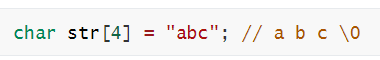 char str[4] = "abc"; // a b c \0